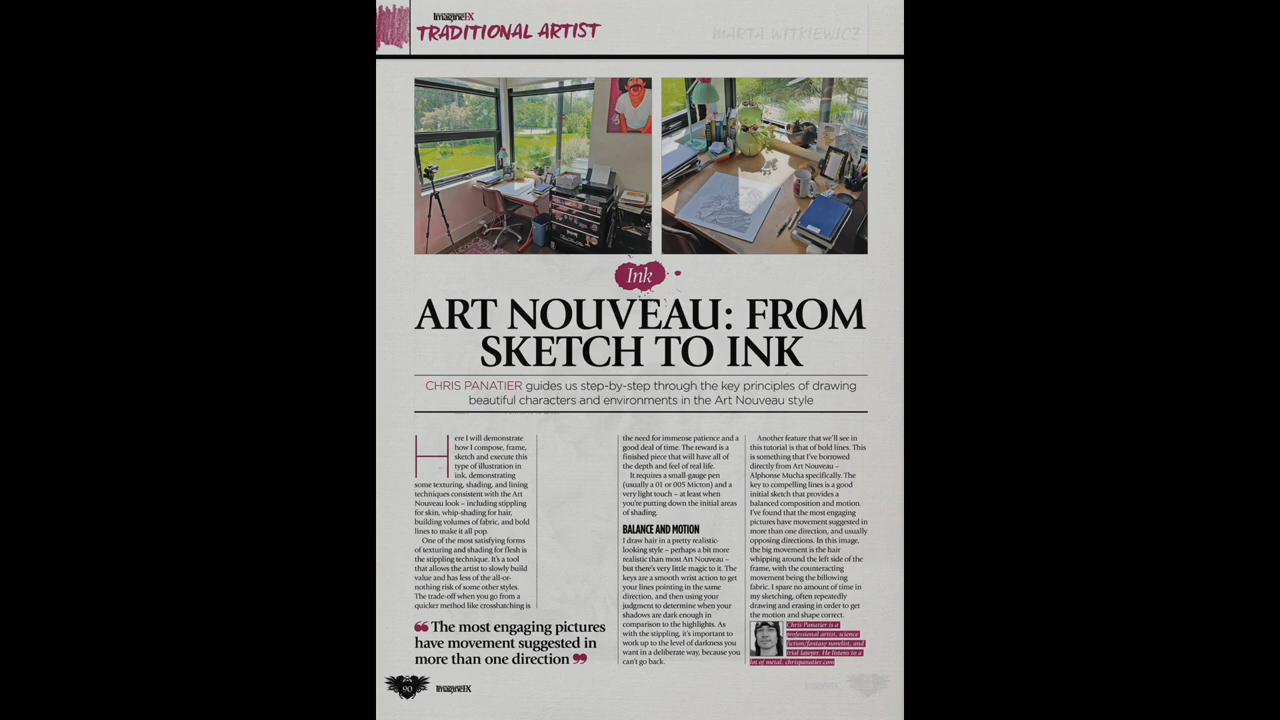 ImagineFX
TRADITIONAL ARTIST
MARTA WITKIEWICZ
Ink
ART NOUVEAU: FROM
SKETCH TO INK
CHRIS PANATIER guides us step-by-step through the key principles of drawing
beautiful characters and environments in the Art Nouveau style
Here I will demonstrate
how I compose, frame,
sketch and execute this
type of illustration in
ink, demonstrating
some texturing, shading, and lining
techniques consistent with the Art
Nouveau look – including stippling
for skin, whip-shading for hair,
building volumes of fabric, and bold
lines to make it all pop.
One of the most satisfying forms
of texturing and shading for flesh is
the stippling technique. It's a tool
that allows the artist to slowly build
value and has less of the all-or-
nothing risk of some other styles.
The trade-off when you go from a
quicker method like crosshatching is
the need for immense patience and a
good deal of time. The reward is a
finished piece that will have all of
the depth and feel of real life.
It requires a small-gauge pen
(usually a 01 or 005 Micron) and a
very light touch – at least when
you're putting down the initial areas
of shading.
BALANCE AND MOTION
I draw hair in a pretty realistic-
looking style – perhaps a bit more
realistic than most Art Nouveau –
but there's very little magic to it. The
keys are a smooth wrist action to get
your lines pointing in the same
direction, and then using your
judgment to determine when your
shadows are dark enough in
comparison to the highlights. As
with the stippling, it's important to
work up to the level of darkness you
want in a deliberate way, because you
can't go back.
Another feature that we'll see in
this tutorial is that of bold lines. This
is something that I've borrowed
directly from Art Nouveau –
Alphonse Mucha specifically. The
key to compelling lines is a good
initial sketch that provides a
balanced composition and motion.
I've found that the most engaging
pictures have movement suggested in
more than one direction, and usually
opposing directions. In this image,
the big movement is the hair
whipping around the left side of the
frame, with the counteracting
movement being the billowing
fabric. I spare no amount of time in
my sketching, often repeatedly
drawing and erasing in order to get
the motion and shape correct.
Chris Panatier is a
professional artist, science
fiction/fantasy novelist, and
trial lawyer. He listens to a
lot of metal. chrispanatier.com
❝ The most engaging pictures
have movement suggested in
more than one direction ❞
90
ImagineFX